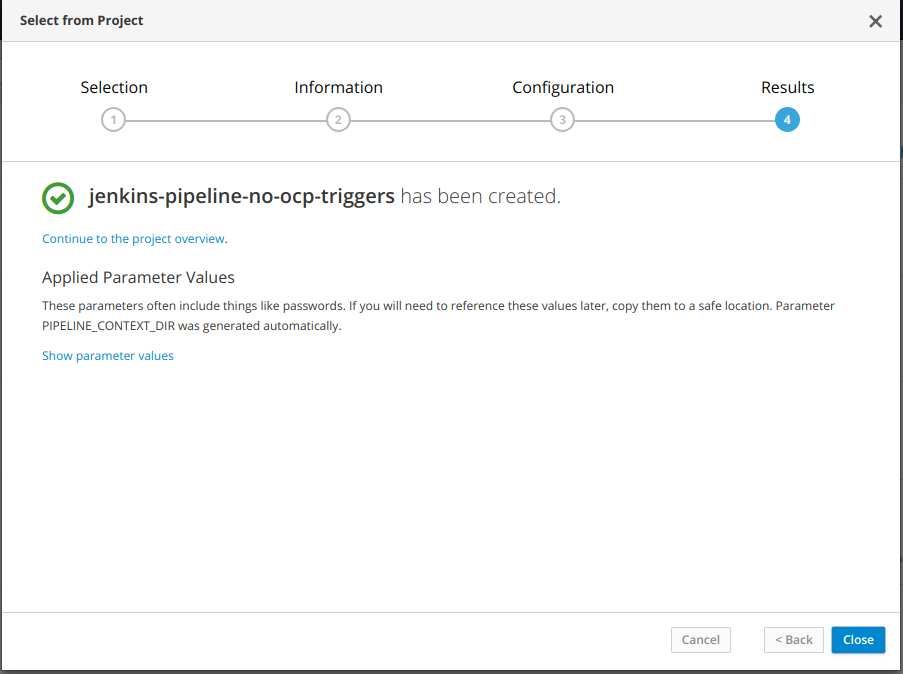 Select from Project
Selection
Information
Configuration
Results
1
2
3
4
jenkins-pipeline-no-ocp-triggers has been created.
Continue to the project overview.
Applied Parameter Values
These parameters often include things like passwords. If you will need to reference these values later, copy them to a safe location. Parameter
PIPELINE_CONTEXT_DIR was generated automatically.
Show parameter values
Cancel
< Back
Close